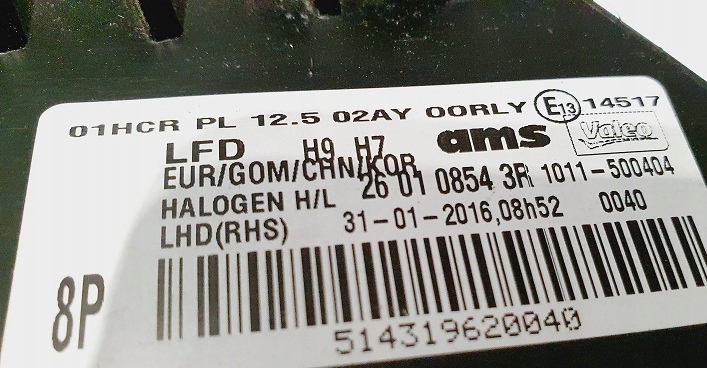 01HCR PL 12.5 02AY 00RLY E13 14517
LFD H9 H7 ams Valeo
EUR/GOM/CHN/KOR 26 01 0854 3R 1011-500404
HALOGEN H/L 31-01-2016,08h52 0040
LHD(RHS)
8P
514319620040